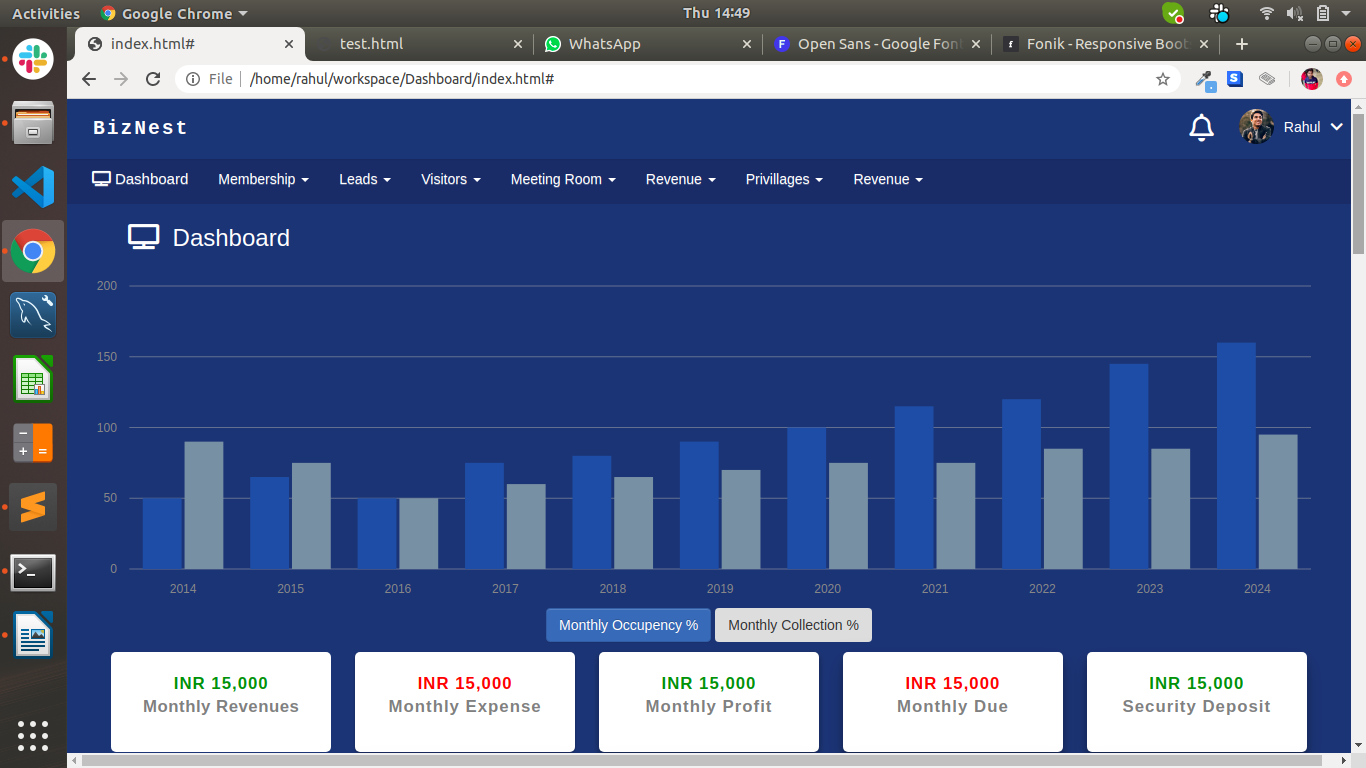 Activities Google Chrome Thu 14:49
index.html# test.html WhatsApp Open Sans - Google Fon Fonik - Responsive Boot
File /home/rahul/workspace/Dashboard/index.html#
BizNest Rahul
Dashboard Membership Leads Visitors Meeting Room Revenue Privillages Revenue
Dashboard
200
150
100
50
0
2014 2015 2016 2017 2018 2019 2020 2021 2022 2023 2024
Monthly Occupency % Monthly Collection %
INR 15,000 INR 15,000 INR 15,000 INR 15,000 INR 15,000
Monthly Revenues Monthly Expense Monthly Profit Monthly Due Security Deposit